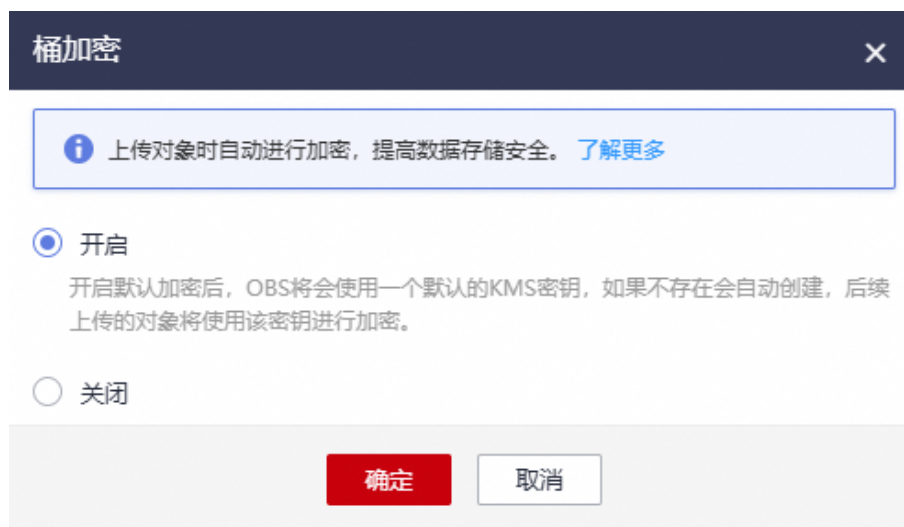 桶加密
上传对象时自动进行加密，提高数据存储安全。 了解更多
开启
开启默认加密后，OBS将会使用一个默认的KMS密钥，如果不存在会自动创建，后续
上传的对象将使用该密钥进行加密。
关闭
确定 取消